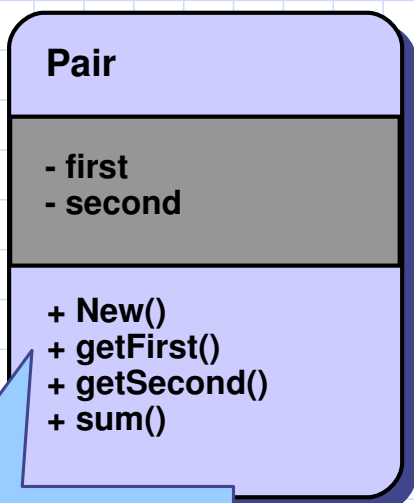 Pair
- first
- second
+ New()
+ getFirst()
+ getSecond()
+ sum()